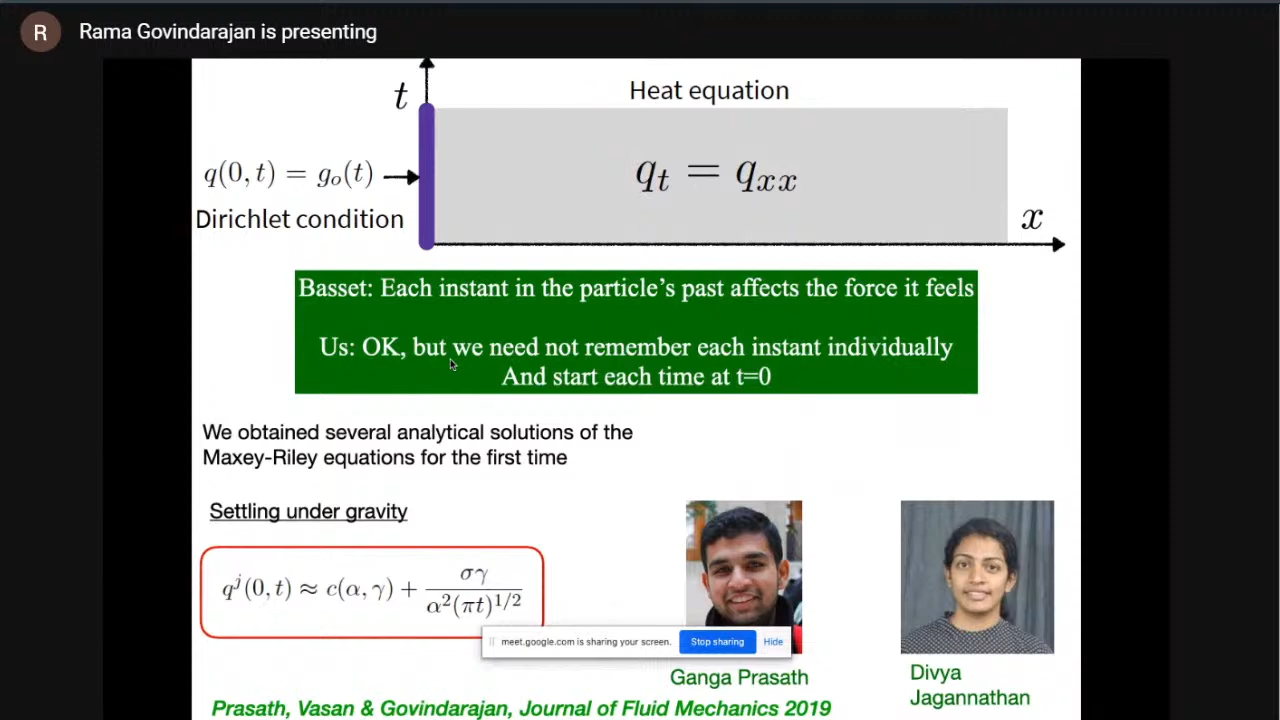 R
Rama Govindarajan is presenting
t
Heat equation
q(0, t) = g_o(t)
q_t = q_{xx}
Dirichlet condition
x
Basset: Each instant in the particle's past affects the force it feels
Us: OK, but we need not remember each instant individually
And start each time at t=0
We obtained several analytical solutions of the
Maxey-Riley equations for the first time
Settling under gravity
q^j(0, t) ≈ c(α, γ) + σγ / α^2(πt)^{1/2}
meet.google.com is sharing your screen.
Stop sharing
Hide
Ganga Prasath
Divya
Jagannathan
Prasath, Vasan & Govindarajan, Journal of Fluid Mechanics 2019